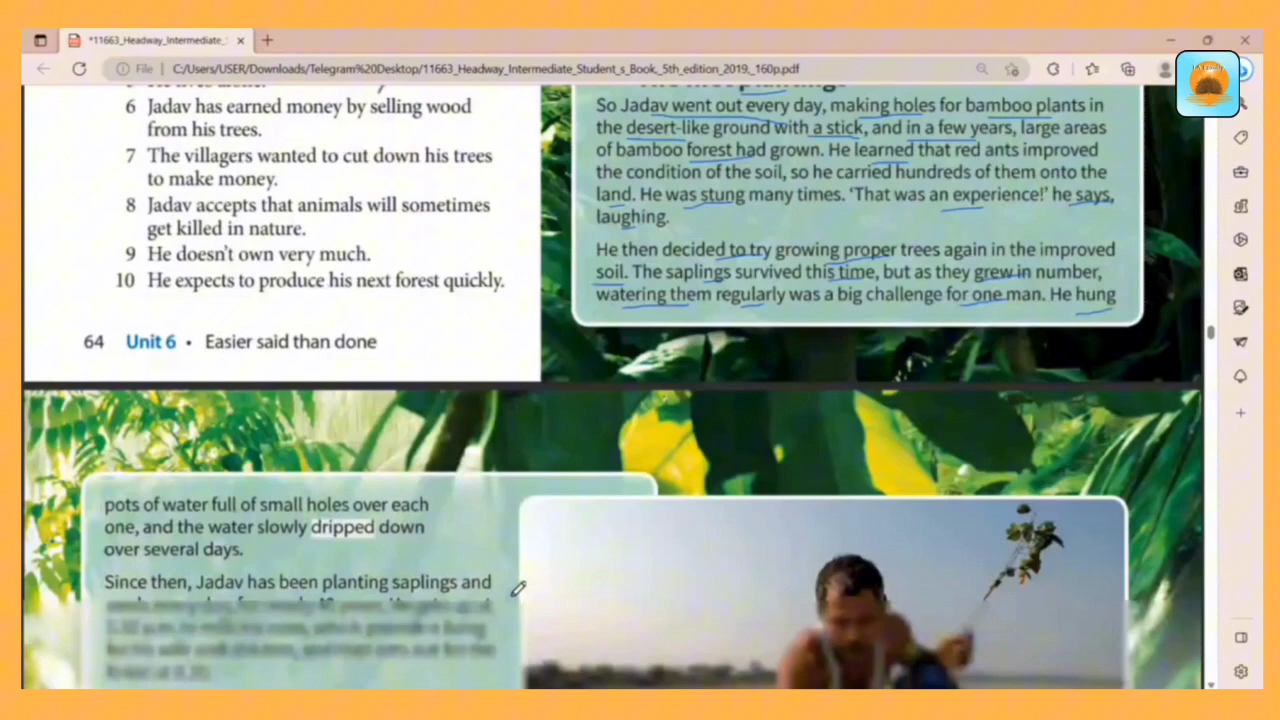 *11663_Headway_Intermediate_
File
C:/Users/USER/Downloads/Telegram%20Desktop/11663_Headway_Intermediate_Student_s_Book,_5th_edition_2019,_160p.pdf
6 Jadav has earned money by selling wood
from his trees.
7 The villagers wanted to cut down his trees
to make money.
8 Jadav accepts that animals will sometimes
get killed in nature.
9 He doesn't own very much.
10 He expects to produce his next forest quickly.
64 Unit 6 • Easier said than done
So Jadav went out every day, making holes for bamboo plants in
the desert-like ground with a stick, and in a few years, large areas
of bamboo forest had grown. He learned that red ants improved
the condition of the soil, so he carried hundreds of them onto the
land. He was stung many times. ‘That was an experience!’ he says,
laughing.
He then decided to try growing proper trees again in the improved
soil. The saplings survived this time, but as they grew in number,
watering them regularly was a big challenge for one man. He hung
pots of water full of small holes over each
one, and the water slowly dripped down
over several days.
Since then, Jadav has been planting saplings and